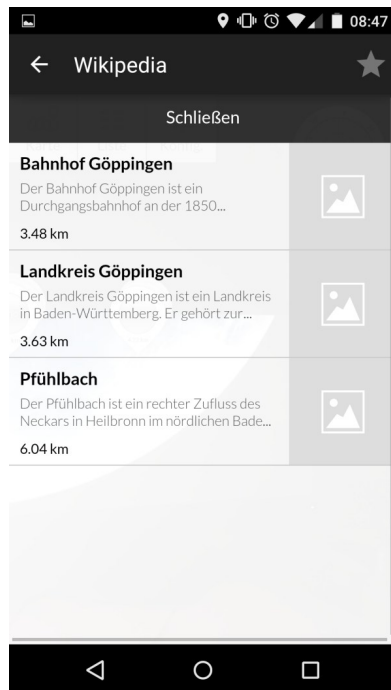 08:47
Wikipedia
Schließen
Bahnhof Göppingen
Der Bahnhof Göppingen ist ein
Durchgangsbahnhof an der 1850...
3.48 km
Landkreis Göppingen
Der Landkreis Göppingen ist ein Landkreis
in Baden-Württemberg. Er gehört zur...
3.63 km
Pfühlbach
Der Pfühlbach ist ein rechter Zufluss des
Neckars in Heilbronn im nördlichen Bade...
6.04 km